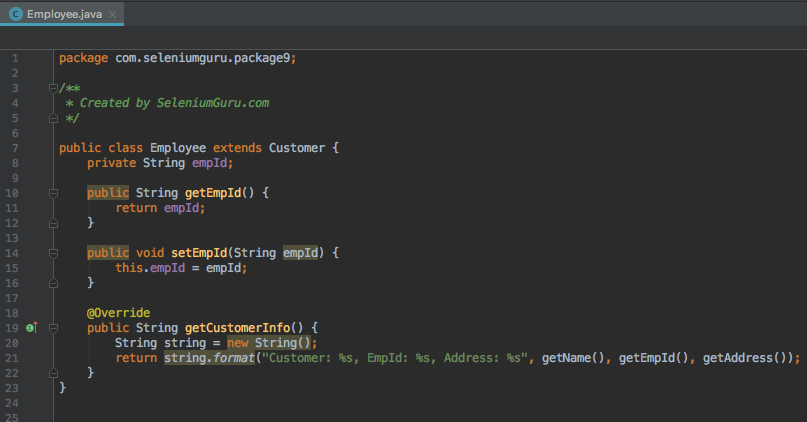 Employee.java
1 package com.seleniumguru.package9;
2
3 /**
4 * Created by SeleniumGuru.com
5 */
6
7 public class Employee extends Customer {
8 private String empId;
9
10 public String getEmpId() {
11 return empId;
12 }
13
14 public void setEmpId(String empId) {
15 this.empId = empId;
16 }
17
18 @Override
19 public String getCustomerInfo() {
20 String string = new String();
21 return string.format("Customer: %s, EmpId: %s, Address: %s", getName(), getEmpId(), getAddress());
22 }
23 }
24
25